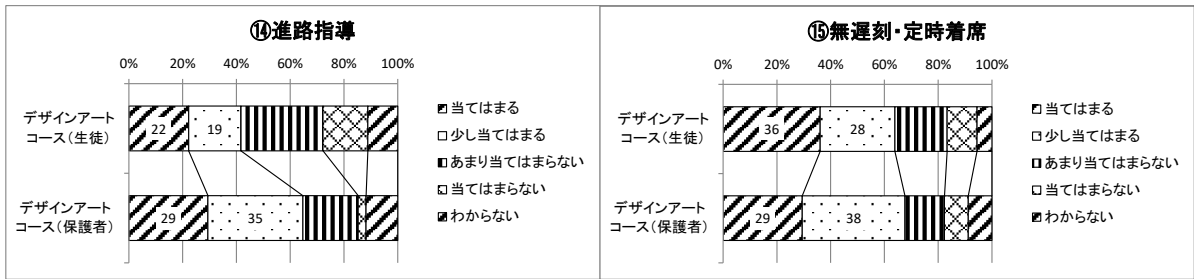 ⑭進路指導
0% 20% 40% 60% 80% 100%
デザインアート
コース(生徒)
22 19
デザインアート
コース(保護者)
29 35
当てはまる
少し当てはまる
あまり当てはまらない
当てはまらない
わからない
⑮無遅刻・定時着席
0% 20% 40% 60% 80% 100%
デザインアート
コース(生徒)
36 28
デザインアート
コース(保護者)
29 38
当てはまる
少し当てはまる
あまり当てはまらない
当てはまらない
わからない